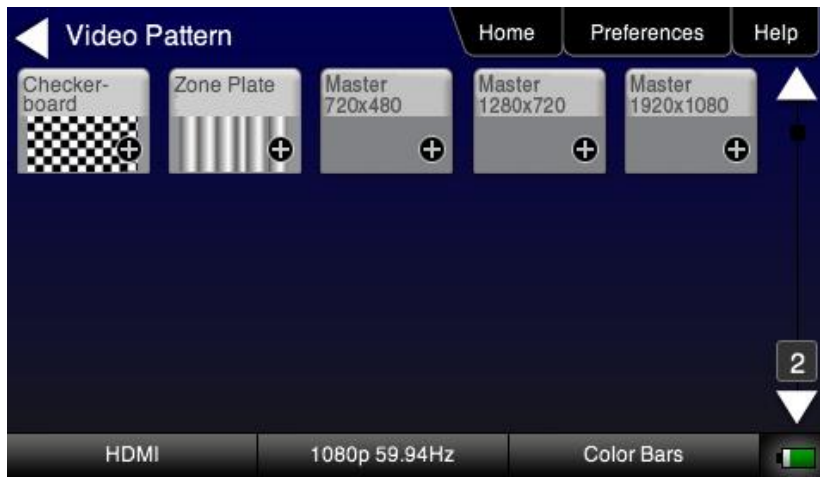 Video Pattern
Home
Preferences
Help
Checker-
board
Zone Plate
Master
720x480
Master
1280x720
Master
1920x1080
2
HDMI
1080p 59.94Hz
Color Bars